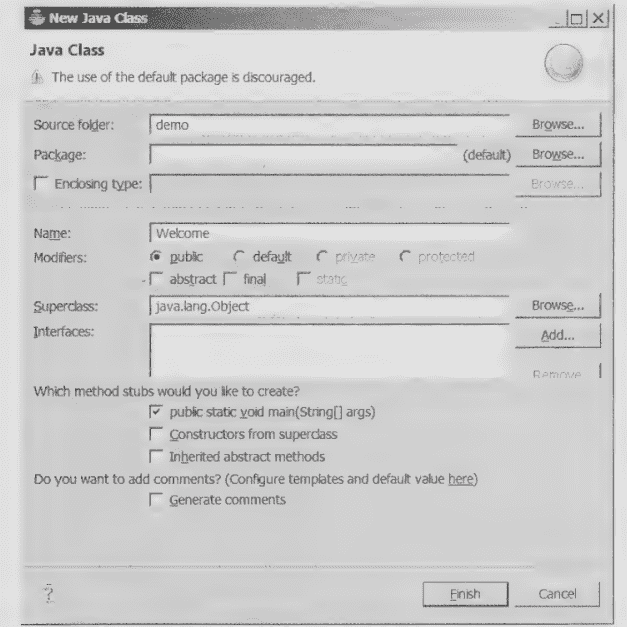 New Java Class
Java Class
The use of the default package is discouraged.
Source folder: demo Browse...
Package: (default) Browse...
Enclosing type: Browse...
Name: Welcome
Modifiers: public default private protected
abstract final static
Superclass: java.lang.Object Browse...
Interfaces: Add...
Remove
Which method stubs would you like to create?
public static void main(String[] args)
Constructors from superclass
Inherited abstract methods
Do you want to add comments? (Configure templates and default value here)
Generate comments
?
Finish Cancel